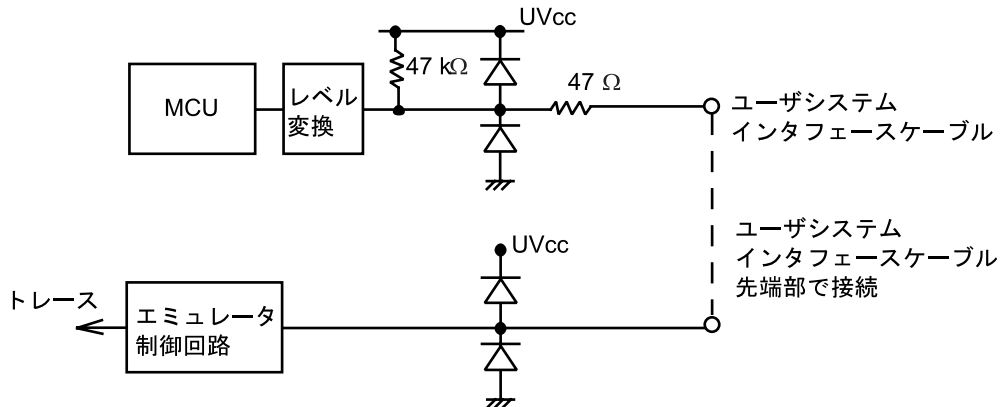 UVcc
47 kΩ
47 Ω
MCU
レベル
変換
ユーザシステム
インタフェースケーブル
ユーザシステム
インタフェースケーブル
先端部で接続
UVcc
トレース
エミュレータ
制御回路